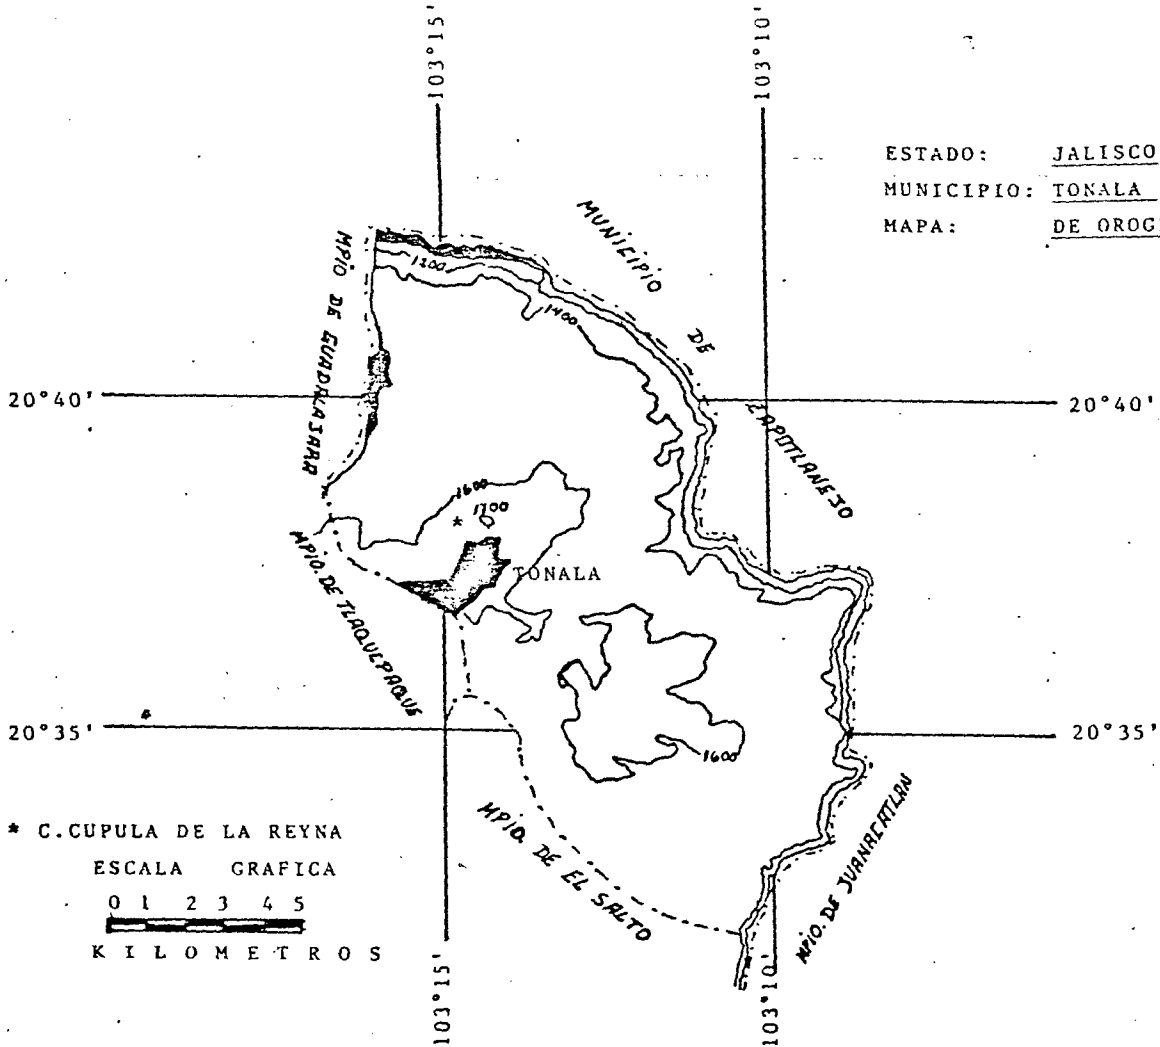 103°15'
103°10'
ESTADO: JALISCO
MUNICIPIO: TONALA
MAPA: DE OROG
MUNICIPIO
DE
ZAPOTLANEJO
MPIO DE GUADALAJARA
1200
1400
20°40'
20°40'
1600
1700
*
TONALA
MPIO. DE TLAQUEPAQUE
20°35'
20°35'
1600
* C.CUPULA DE LA REYNA
ESCALA GRAFICA
0 1 2 3 4 5
KILOMETROS
MPIO. DE EL SALTO
MPIO. DE JUANACATLAN
103°15'
103°10'